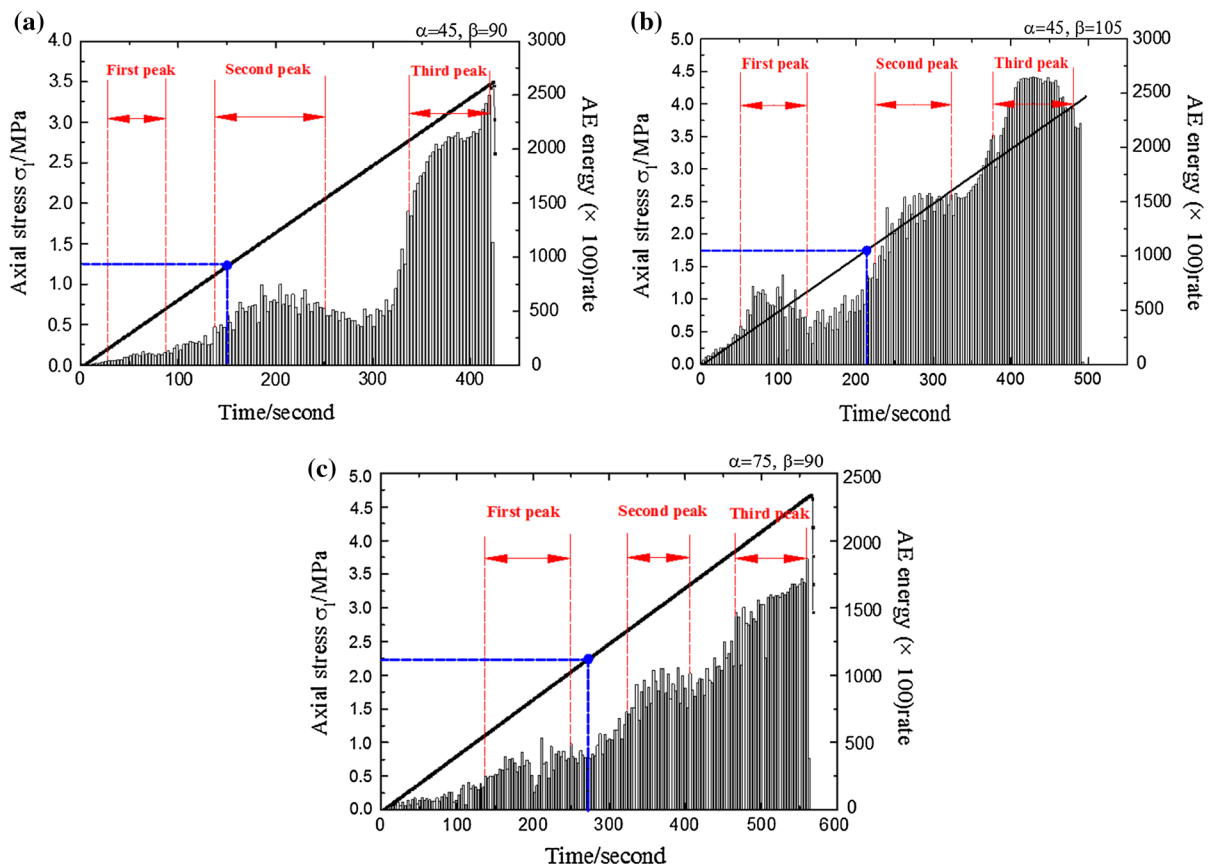 (a)
α=45, β=90
First peak
Second peak
Third peak
Axial stress σ1/MPa
4.0
3.5
3.0
2.5
2.0
1.5
1.0
0.5
0.0
3000
2500
2000
1500
1000
500
0
AE energy (× 100)rate
0 100 200 300 400
Time/second
(b)
α=45, β=105
First peak
Second peak
Third peak
Axial stress σ1/MPa
5.0
4.5
4.0
3.5
3.0
2.5
2.0
1.5
1.0
0.5
0.0
3000
2500
2000
1500
1000
500
0
AE energy (× 100)rate
0 100 200 300 400 500
Time/second
(c)
α=75, β=90
First peak
Second peak
Third peak
Axial stress σ1/MPa
5.0
4.5
4.0
3.5
3.0
2.5
2.0
1.5
1.0
0.5
0.0
2500
2000
1500
1000
500
0
AE energy (× 100)rate
0 100 200 300 400 500 600
Time/second